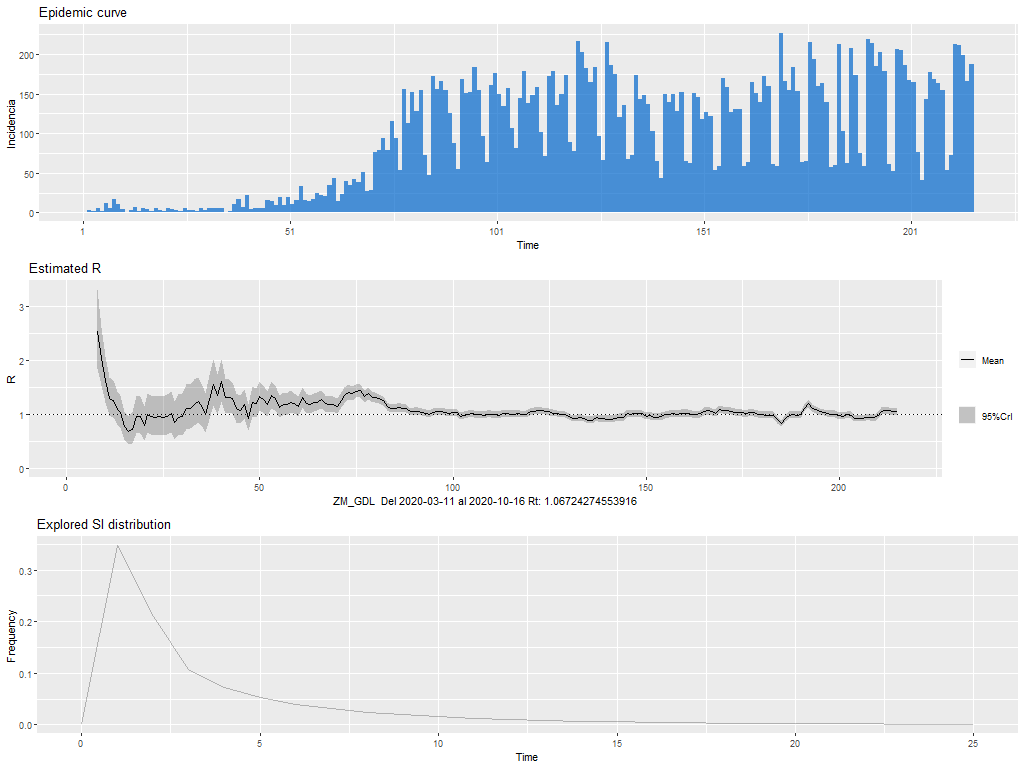 Epidemic curve
Incidencia
200
150
100
50
0
1 51 101 151 201
Time
Estimated R
R
3
2
1
0
0 50 100 150 200
ZM_GDL Del 2020-03-11 al 2020-10-16 Rt: 1.06724274553916
Mean
95%CrI
Explored SI distribution
Frequency
0.3
0.2
0.1
0.0
0 5 10 15 20 25
Time